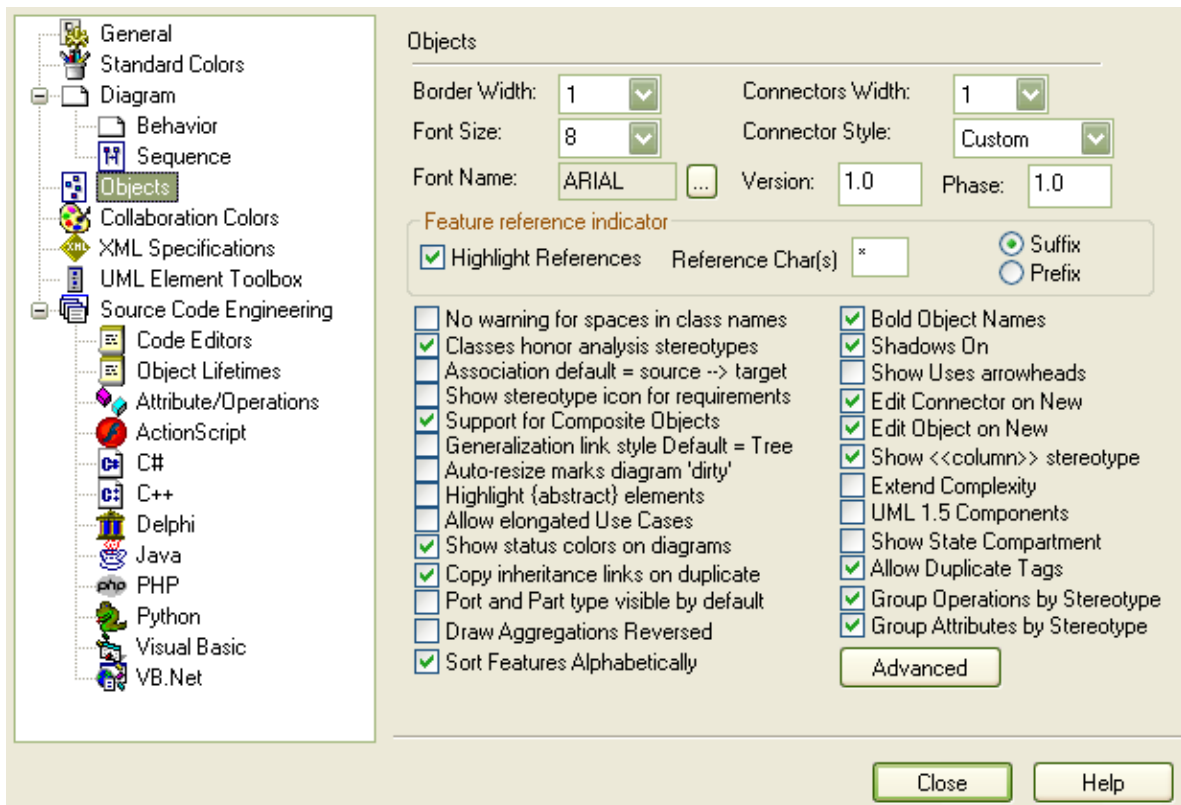 General
Standard Colors
Diagram
Behavior
Sequence
Objects
Collaboration Colors
XML Specifications
UML Element Toolbox
Source Code Engineering
Code Editors
Object Lifetimes
Attribute/Operations
ActionScript
C#
C++
Delphi
Java
PHP
Python
Visual Basic
VB.Net
Objects
Border Width: 1 Connectors Width: 1
Font Size: 8 Connector Style: Custom
Font Name: ARIAL ... Version: 1.0 Phase: 1.0
Feature reference indicator
Highlight References Reference Char(s) * Suffix
Prefix
No warning for spaces in class names
Classes honor analysis stereotypes
Association default = source --> target
Show stereotype icon for requirements
Support for Composite Objects
Generalization link style Default = Tree
Auto-resize marks diagram 'dirty'
Highlight {abstract} elements
Allow elongated Use Cases
Show status colors on diagrams
Copy inheritance links on duplicate
Port and Part type visible by default
Draw Aggregations Reversed
Sort Features Alphabetically
Bold Object Names
Shadows On
Show Uses arrowheads
Edit Connector on New
Edit Object on New
Show <<column>> stereotype
Extend Complexity
UML 1.5 Components
Show State Compartment
Allow Duplicate Tags
Group Operations by Stereotype
Group Attributes by Stereotype
Advanced
Close Help